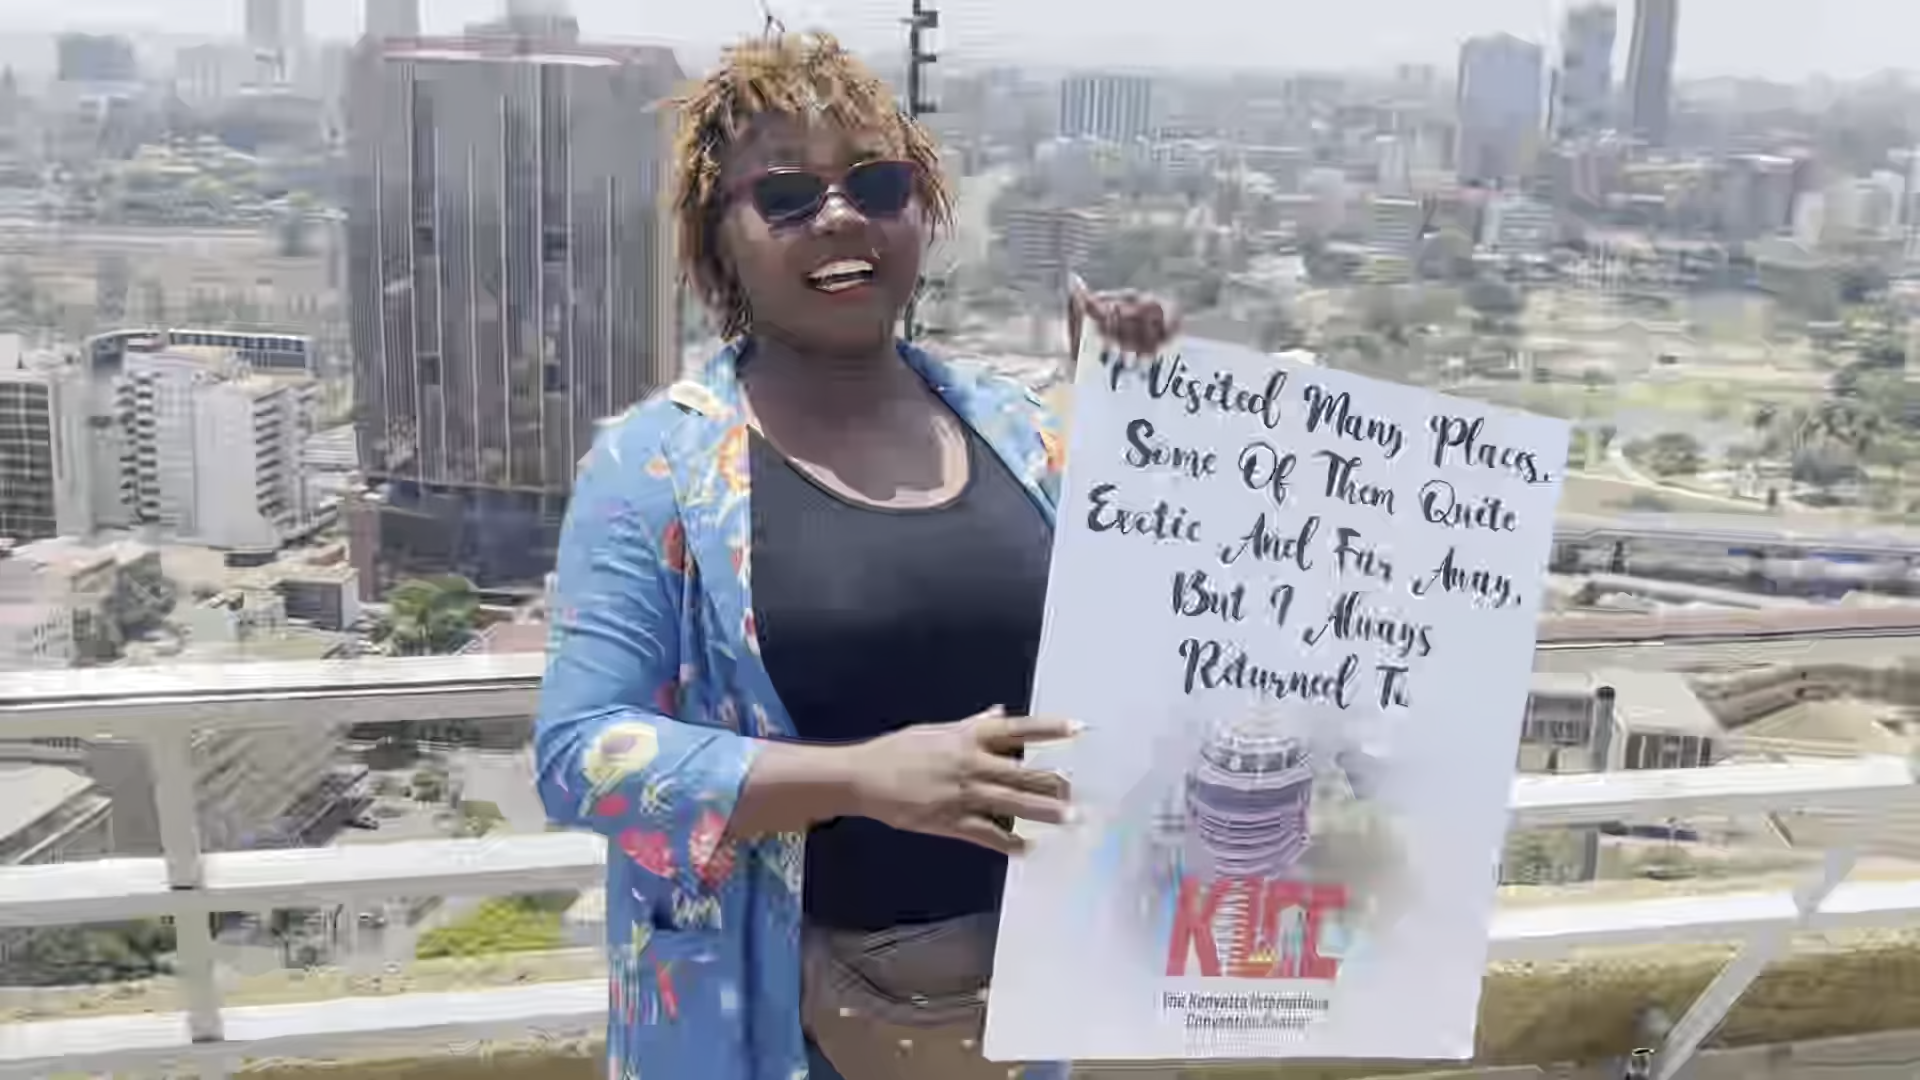 I Visited Many Places.
Some Of Them Quite
Exotic And Far Away.
But I Always
Returned To
KICC
Kenyatta International
Convention Centre